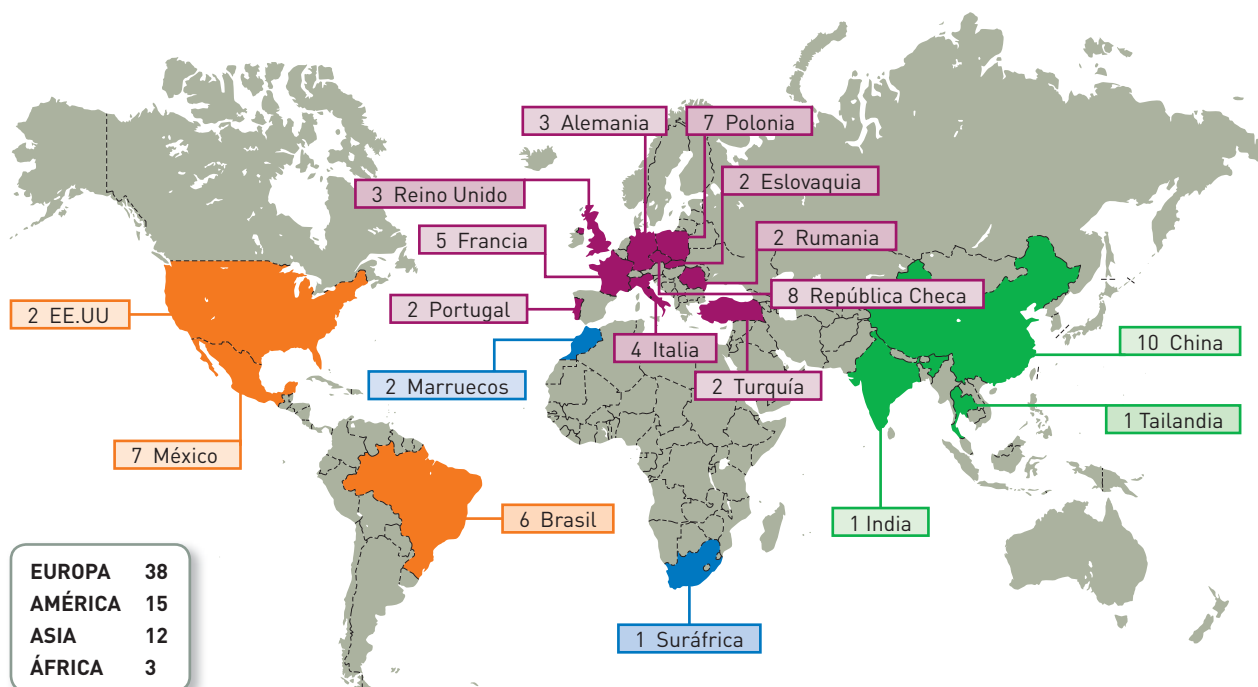 3 Alemania
7 Polonia
3 Reino Unido
2 Eslovaquia
5 Francia
2 Rumania
2 EE.UU
2 Portugal
8 República Checa
4 Italia
10 China
2 Marruecos
2 Turquía
1 Tailandia
7 México
6 Brasil
1 India
1 Suráfrica
EUROPA 38
AMÉRICA 15
ASIA 12
ÁFRICA 3